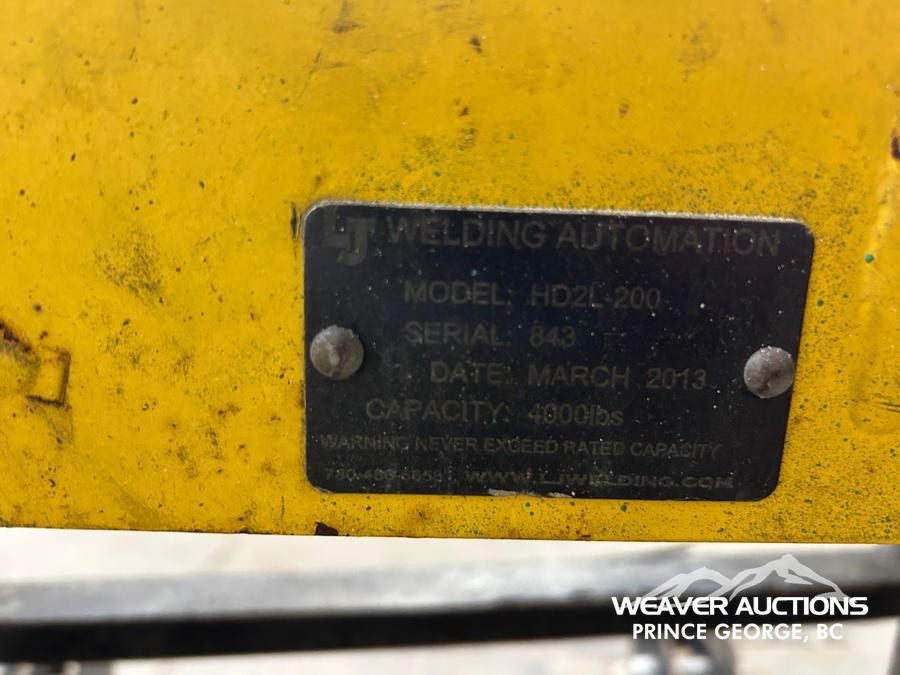 LJ WELDING AUTOMATION
MODEL: HD2L-200
SERIAL: 843
DATE: MARCH 2013
CAPACITY: 4000lbs
WARNING NEVER EXCEED RATED CAPACITY
WWW.LJWELDING.COM
WEAVER AUCTIONS
PRINCE GEORGE, BC